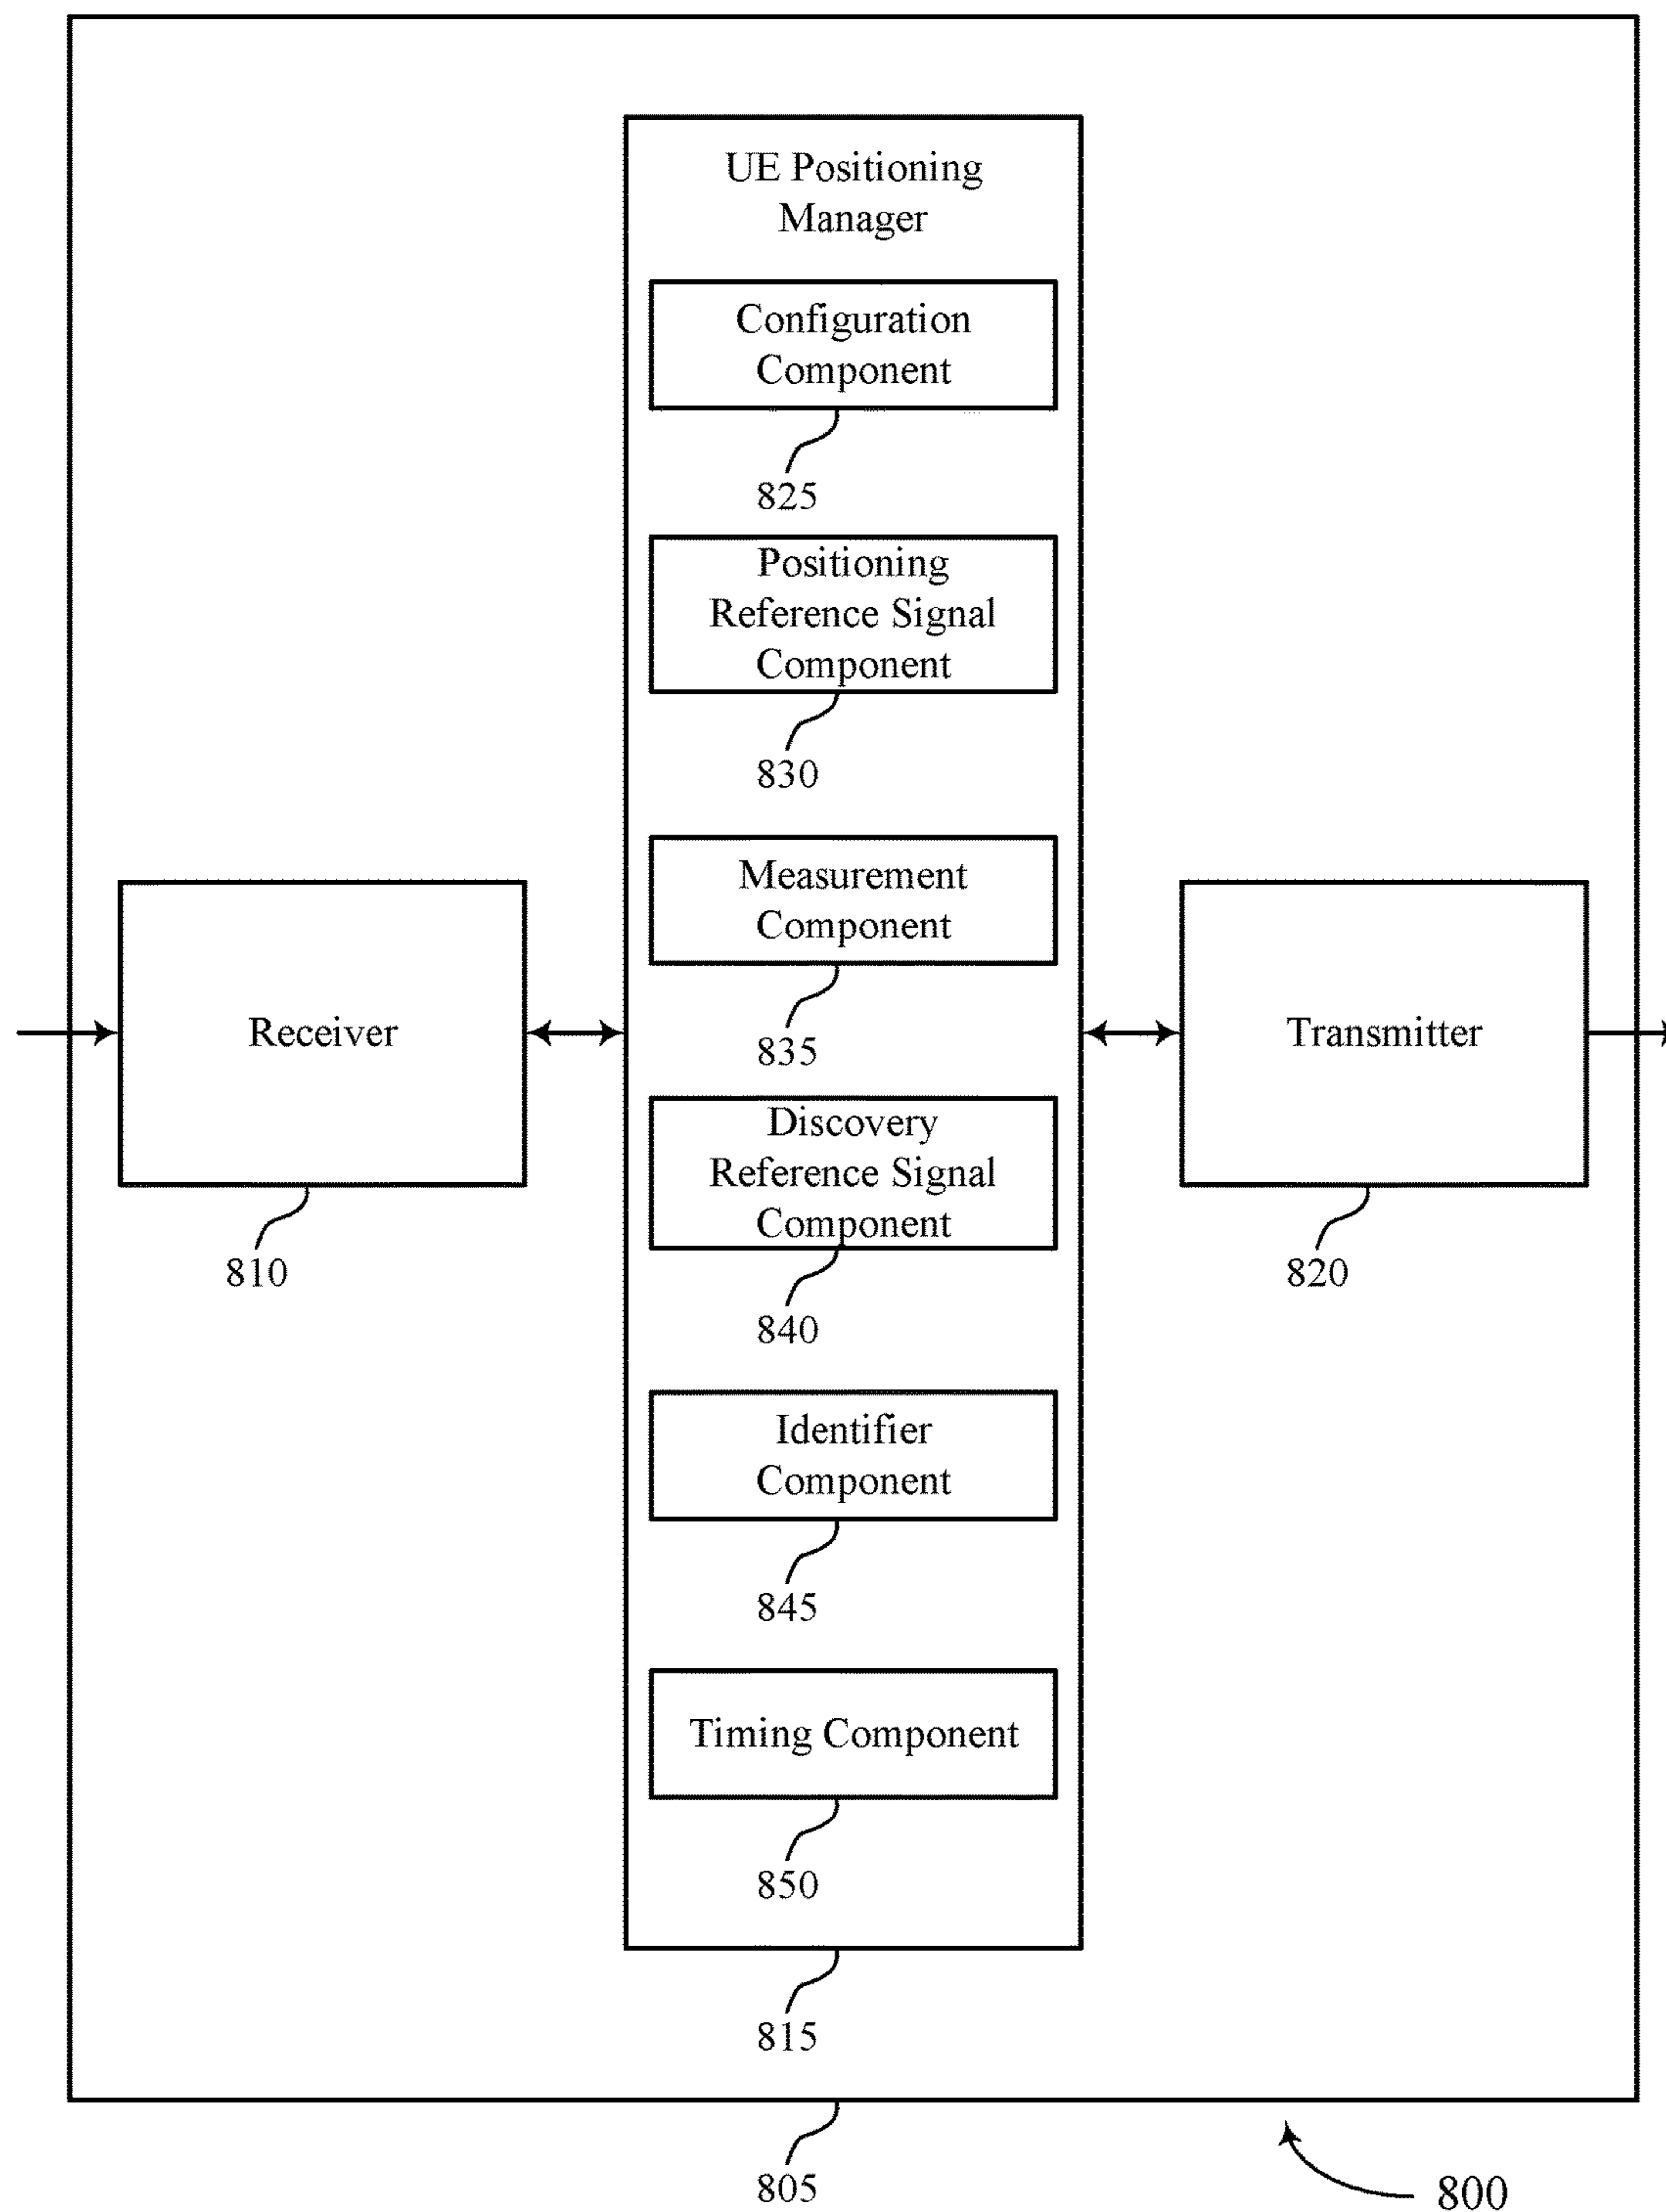 UE Positioning
Manager
Configuration
Component
825
Positioning
Reference Signal
Component
830
Measurement
Component
835
Receiver
810
Transmitter
820
Discovery
Reference Signal
Component
840
Identifier
Component
845
Timing Component
850
815
805
800